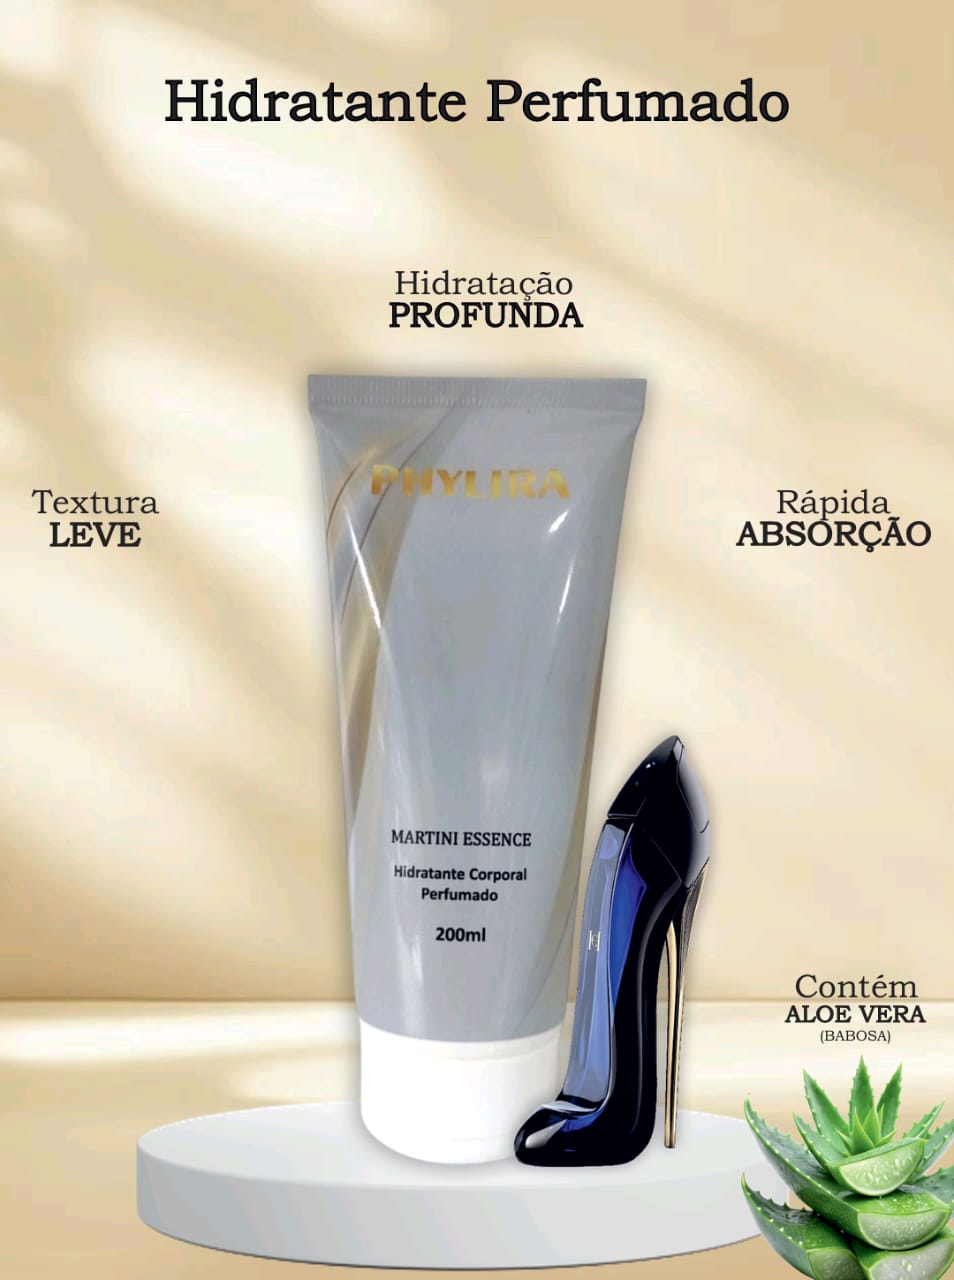 Hidratante Perfumado
Hidratação
PROFUNDA
Textura
LEVE
Rápida
ABSORÇÃO
PHYLIRA
MARTINI ESSENCE
Hidratante Corporal
Perfumado
200ml
Contém
ALOE VERA
(BABOSA)